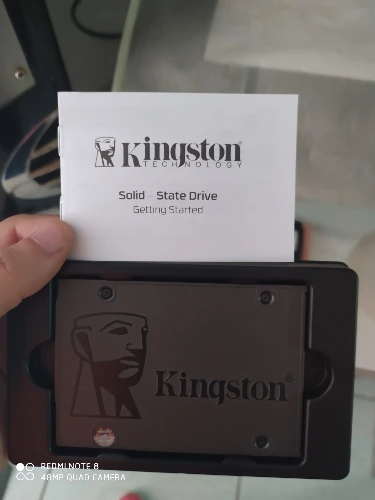 Kingston®
TECHNOLOGY
Solid - State Drive
Getting Started
Kingston®
REDMI NOTE 8
48MP QUAD CAMERA